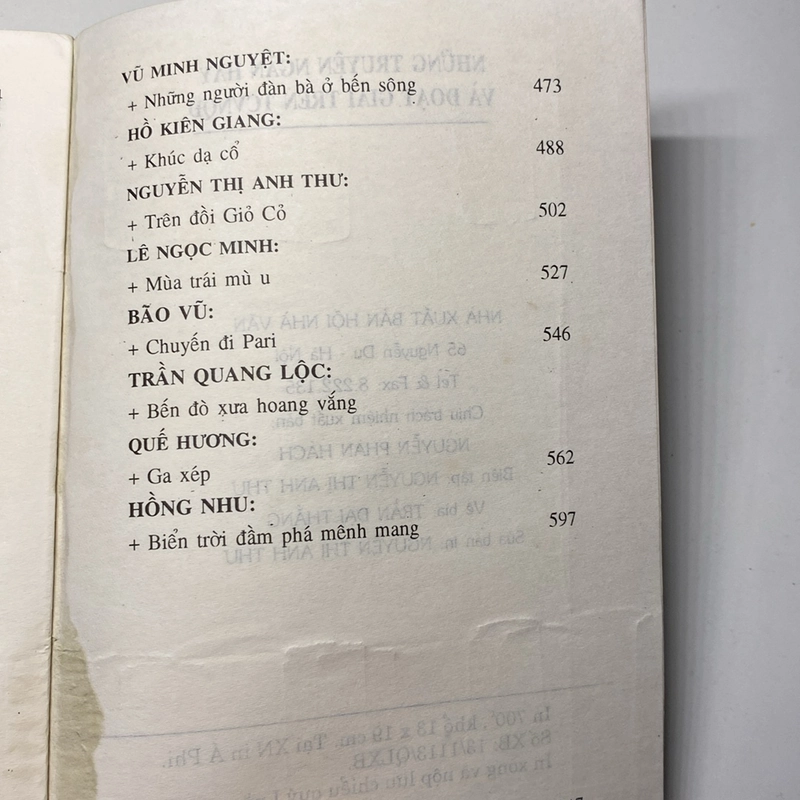 VŨ MINH NGUYỆT:
+ Những người đàn bà ở bến sông 473
HỒ KIÊN GIANG:
+ Khúc dạ cổ 488
NGUYỄN THỊ ANH THƯ:
+ Trên đồi Giỏ Cỏ 502
LÊ NGỌC MINH:
+ Mùa trái mù u 527
BÃO VŨ:
+ Chuyến đi Pari 546
TRẦN QUANG LỘC:
+ Bến đò xưa hoang vắng
QUẾ HƯƠNG:
+ Ga xép 562
HỒNG NHU:
+ Biển trời đầm phá mênh mang 597